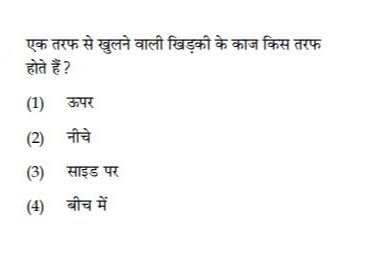 एक तरफ से खुलने वाली खिड़की के काज किस तरफ
होते हैं?
(1) ऊपर
(2) नीचे
(3) साइड पर
(4) बीच में